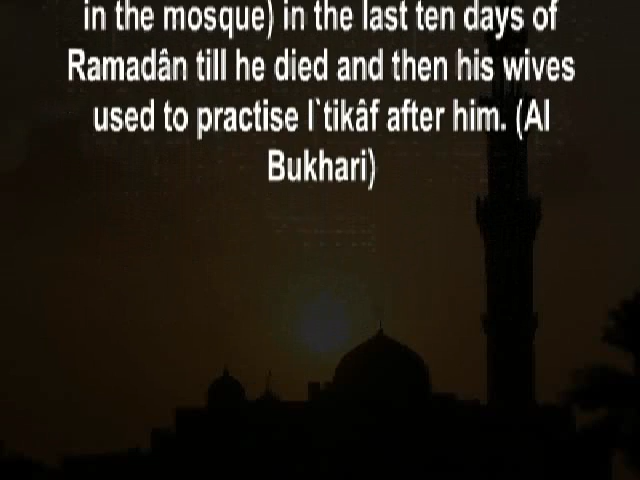 in the mosque) in the last ten days of
Ramadân till he died and then his wives
used to practise I`tikâf after him. (Al
Bukhari)